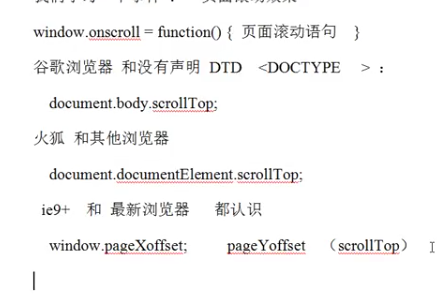 window.onscroll = function() { 页面滚动语句 }
谷歌浏览器 和没有声明 DTD <DOCTYPE >：
document.body.scrollTop;
火狐 和其他浏览器
document.documentElement.scrollTop;
ie9+ 和 最新浏览器 都认识
window.pageXoffset; pageYoffset （scrollTop）